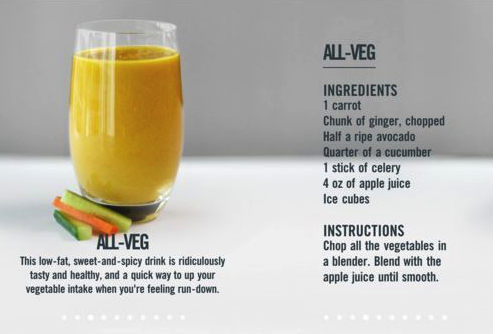 ALL-VEG
This low-fat, sweet-and-spicy drink is ridiculously
tasty and healthy, and a quick way to up your
vegetable intake when you're feeling run-down.
ALL-VEG
INGREDIENTS
1 carrot
Chunk of ginger, chopped
Half a ripe avocado
Quarter of a cucumber
1 stick of celery
4 oz of apple juice
Ice cubes
INSTRUCTIONS
Chop all the vegetables in
a blender. Blend with the
apple juice until smooth.